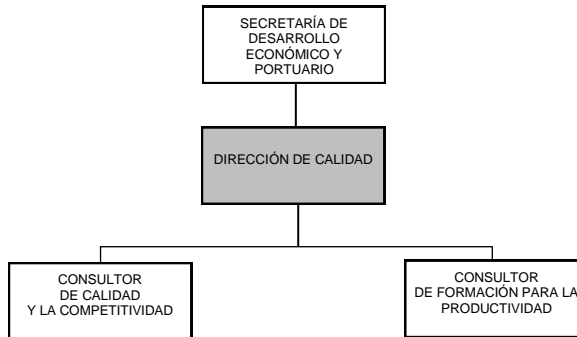 SECRETARÍA DE
DESARROLLO
ECONÓMICO Y
PORTUARIO
DIRECCIÓN DE CALIDAD
CONSULTOR
DE CALIDAD
Y LA COMPETITIVIDAD
CONSULTOR
DE FORMACIÓN PARA LA
PRODUCTIVIDAD